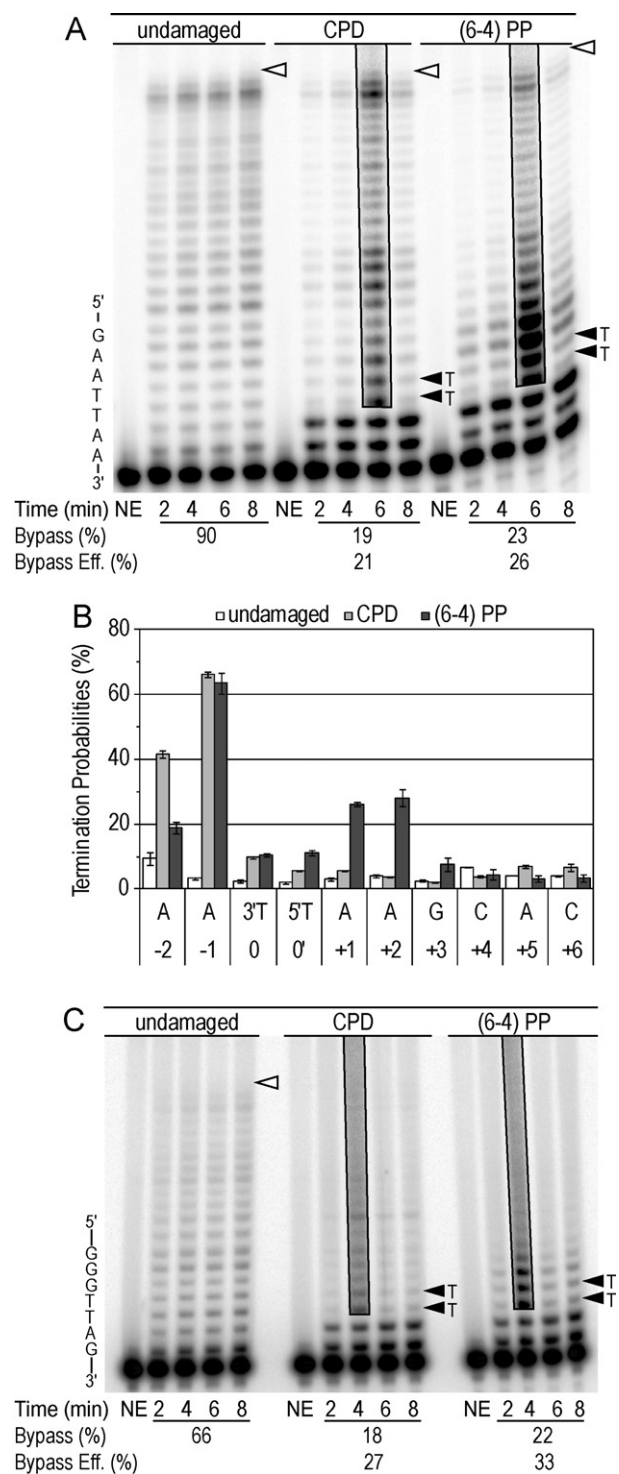 A
undamaged CPD (6-4) PP
5'
G
A
A
T
T
A
A
3'
T
T
T
T
Time (min) NE 2 4 6 8 NE 2 4 6 8 NE 2 4 6 8
Bypass (%) 90 19 23
Bypass Eff. (%) 21 26
B
undamaged CPD (6-4) PP
Termination Probabilities (%)
80
60
40
20
0
A A 3'T 5'T A A G C A C
-2 -1 0 0' +1 +2 +3 +4 +5 +6
C
undamaged CPD (6-4) PP
5'
G
G
G
T
T
A
G
3'
T
T
T
T
Time (min) NE 2 4 6 8 NE 2 4 6 8 NE 2 4 6 8
Bypass (%) 66 18 22
Bypass Eff. (%) 27 33